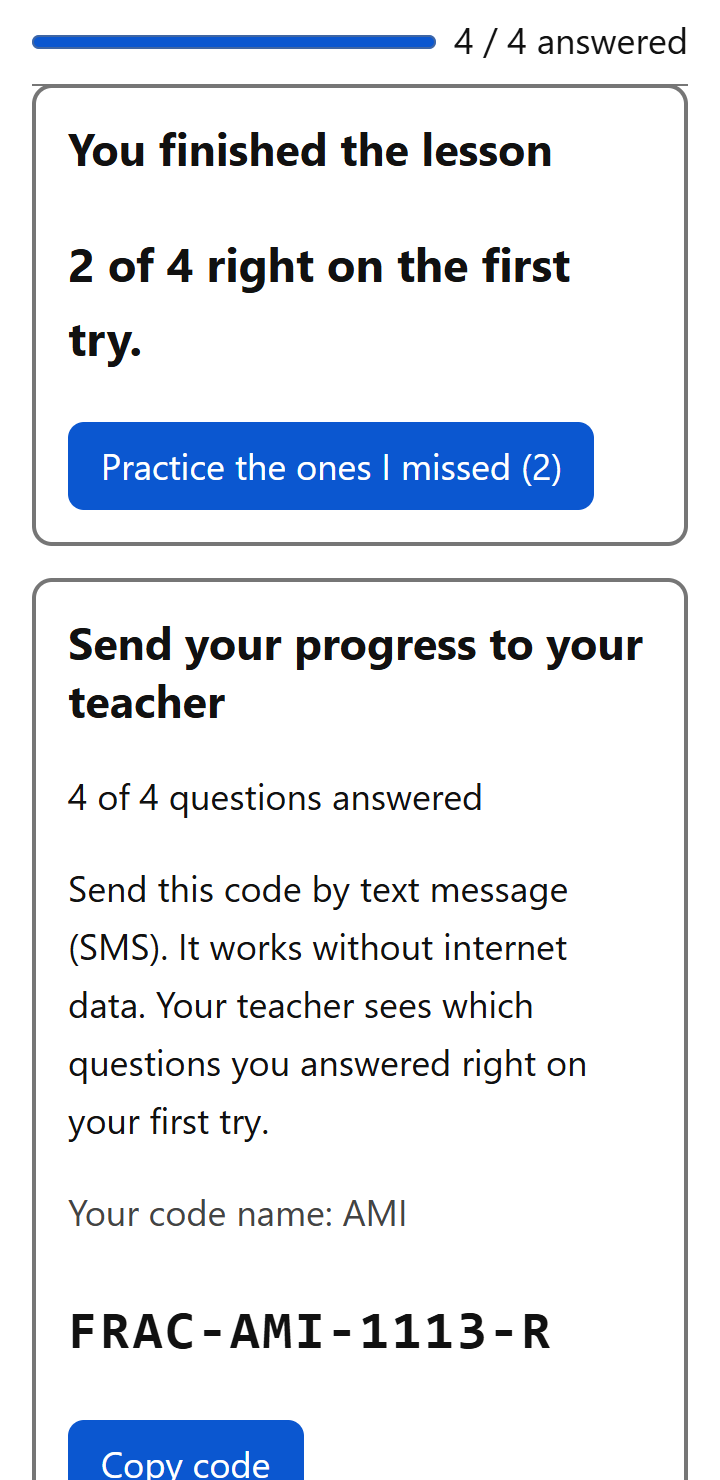 4 / 4 answered
You finished the lesson
2 of 4 right on the first
try.
Practice the ones I missed (2)
Send your progress to your
teacher
4 of 4 questions answered
Send this code by text message
(SMS). It works without internet
data. Your teacher sees which
questions you answered right on
your first try.
Your code name: AMI
FRAC-AMI-1113-R
Copy code